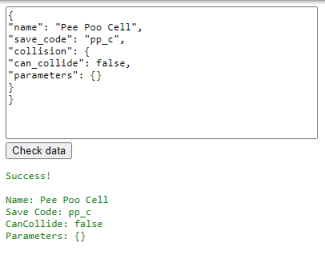 {
"name": "Pee Poo Cell",
"save_code": "pp_c",
"collision": {
"can_collide": false,
"parameters": {}
}
}
Check data
Success!
Name: Pee Poo Cell
Save Code: pp_c
CanCollide: false
Parameters: {}